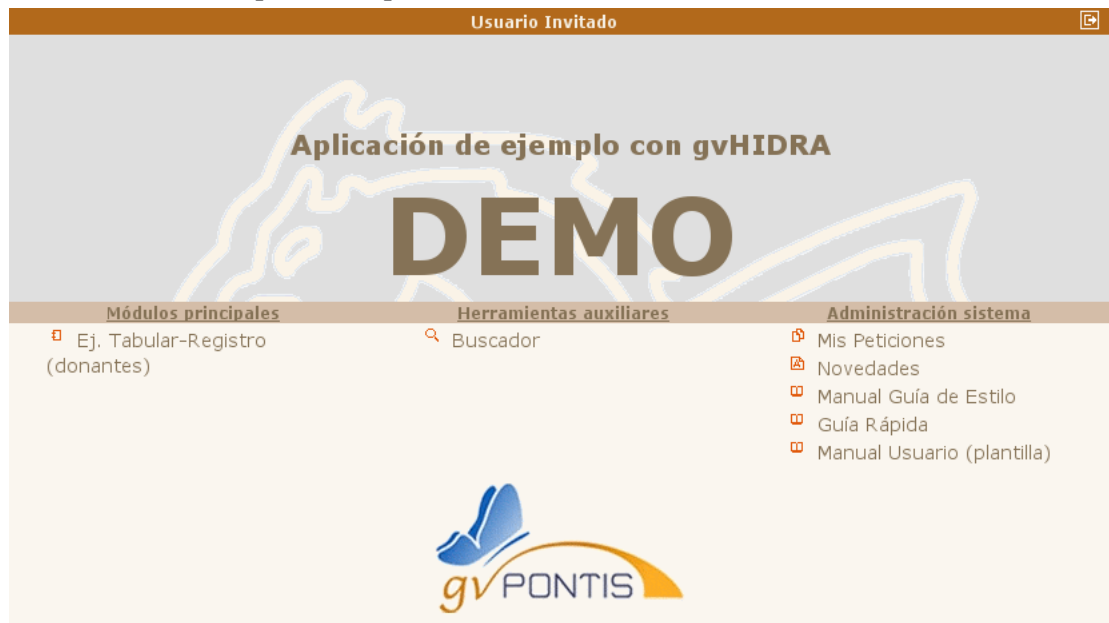 Usuario Invitado
Aplicación de ejemplo con gvHIDRA
DEMO
Módulos principales
Ej. Tabular-Registro
(donantes)
Herramientas auxiliares
Buscador
Administración sistema
Mis Peticiones
Novedades
Manual Guía de Estilo
Guía Rápida
Manual Usuario (plantilla)
gvPONTIS